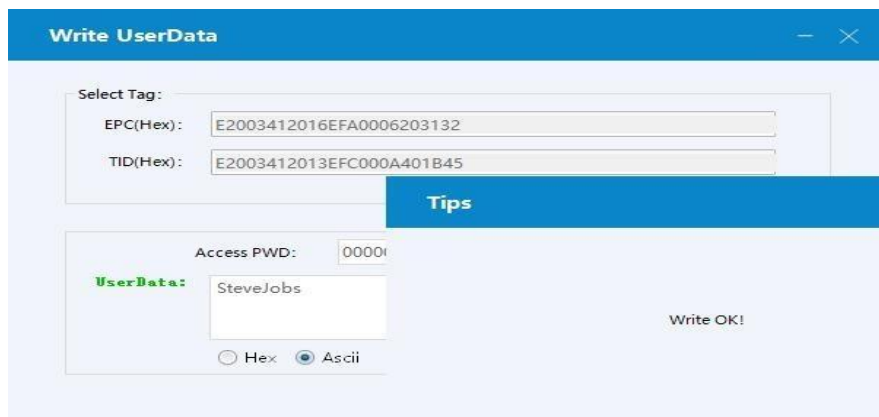 Write UserData
Select Tag:
EPC(Hex): E2003412016EFA0006203132
TID(Hex): E2003412013EFC000A401B45
Tips
Access PWD: 0000
UserData: SteveJobs
Write OK!
Hex Ascii